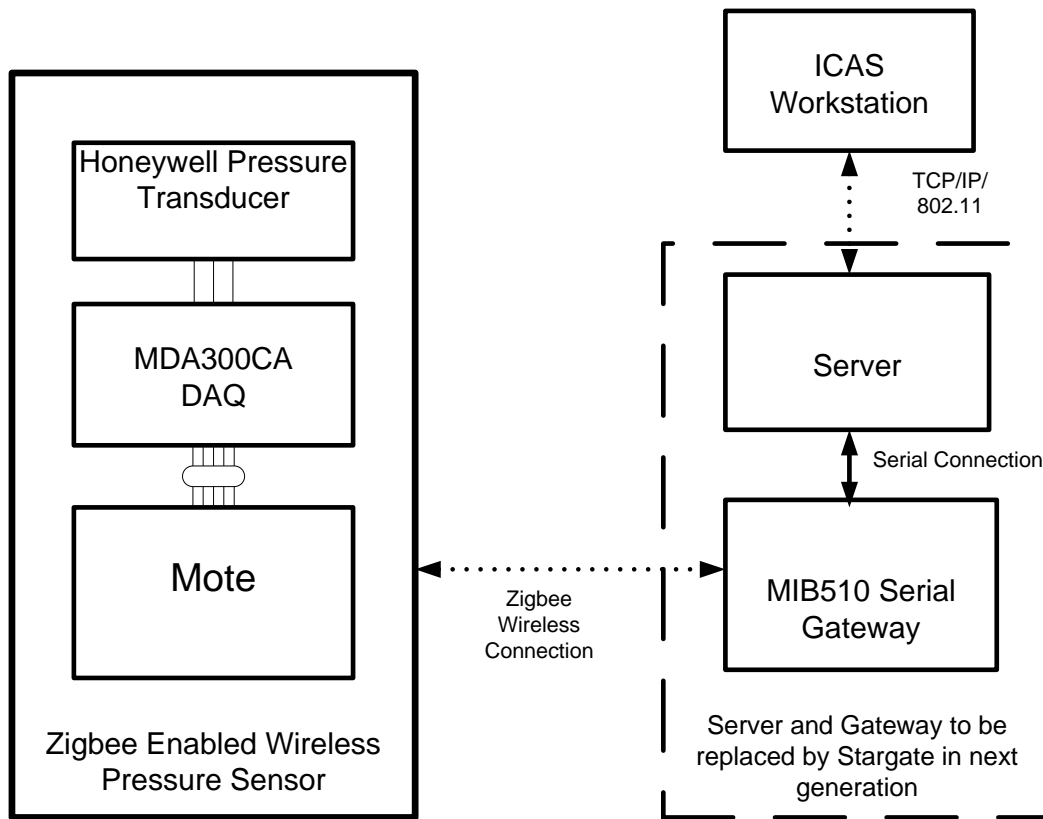 Honeywell Pressure
Transducer
MDA300CA
DAQ
Mote
Zigbee Enabled Wireless
Pressure Sensor
Zigbee
Wireless
Connection
ICAS
Workstation
TCP/IP/
802.11
Server
Serial Connection
MIB510 Serial
Gateway
Server and Gateway to be
replaced by Stargate in next
generation